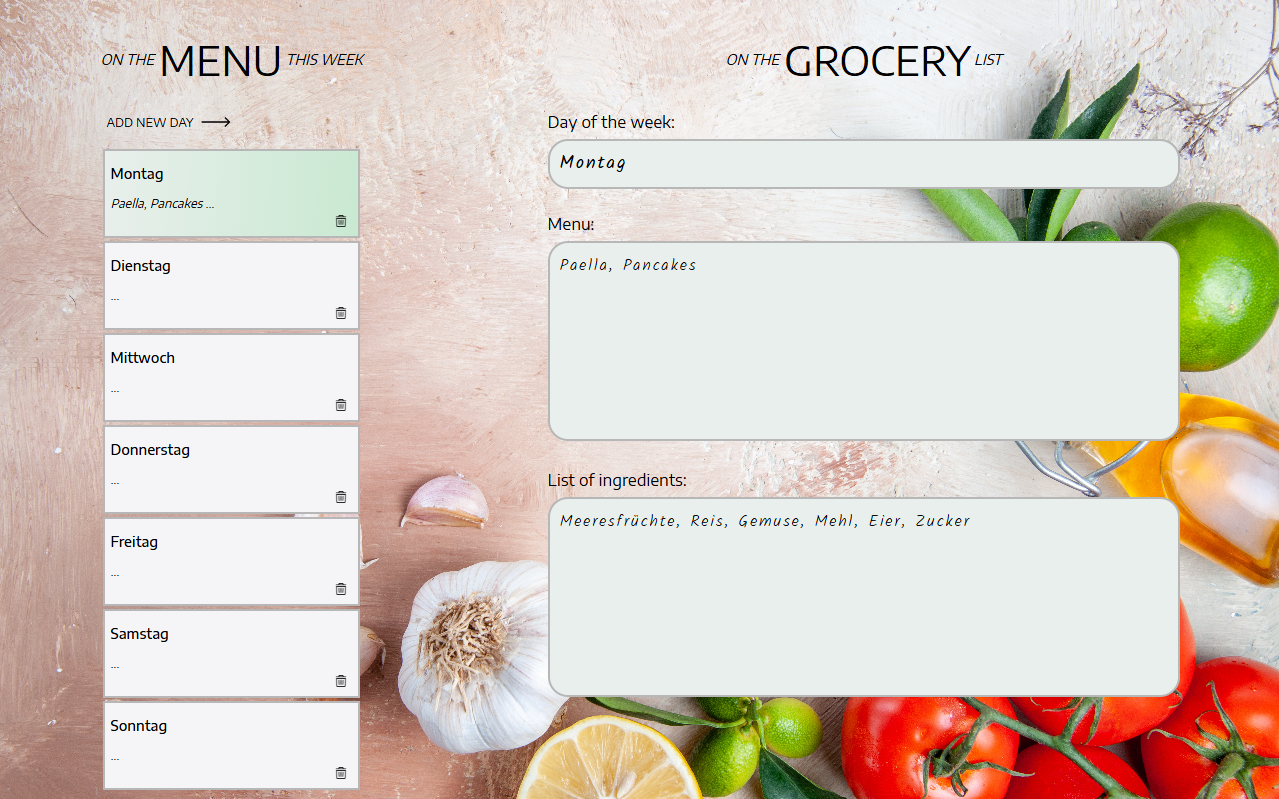 ON THE MENU THIS WEEK
ADD NEW DAY
Montag
Paella, Pancakes ...
Dienstag
...
Mittwoch
...
Donnerstag
...
Freitag
...
Samstag
...
Sonntag
...
ON THE GROCERY LIST
Day of the week:
Montag
Menu:
Paella, Pancakes
List of ingredients:
Meeresfrüchte, Reis, Gemuse, Mehl, Eier, Zucker